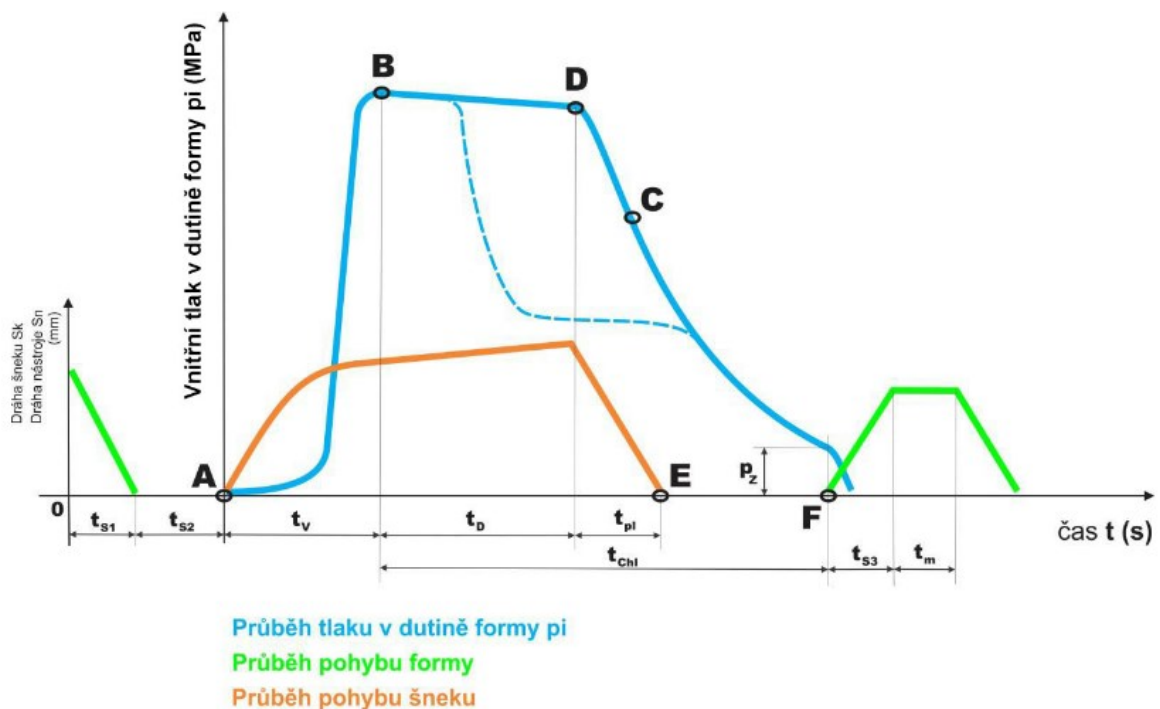 Vnitřní tlak v dutině formy pi (MPa)
Dráha šneku Sk
Dráha nástroje Sn
(mm)
B
D
C
A
E
F
p_z
0
t_S1
t_S2
t_V
t_D
t_pl
t_Chl
t_S3
t_m
čas t (s)
Průběh tlaku v dutině formy pi
Průběh pohybu formy
Průběh pohybu šneku